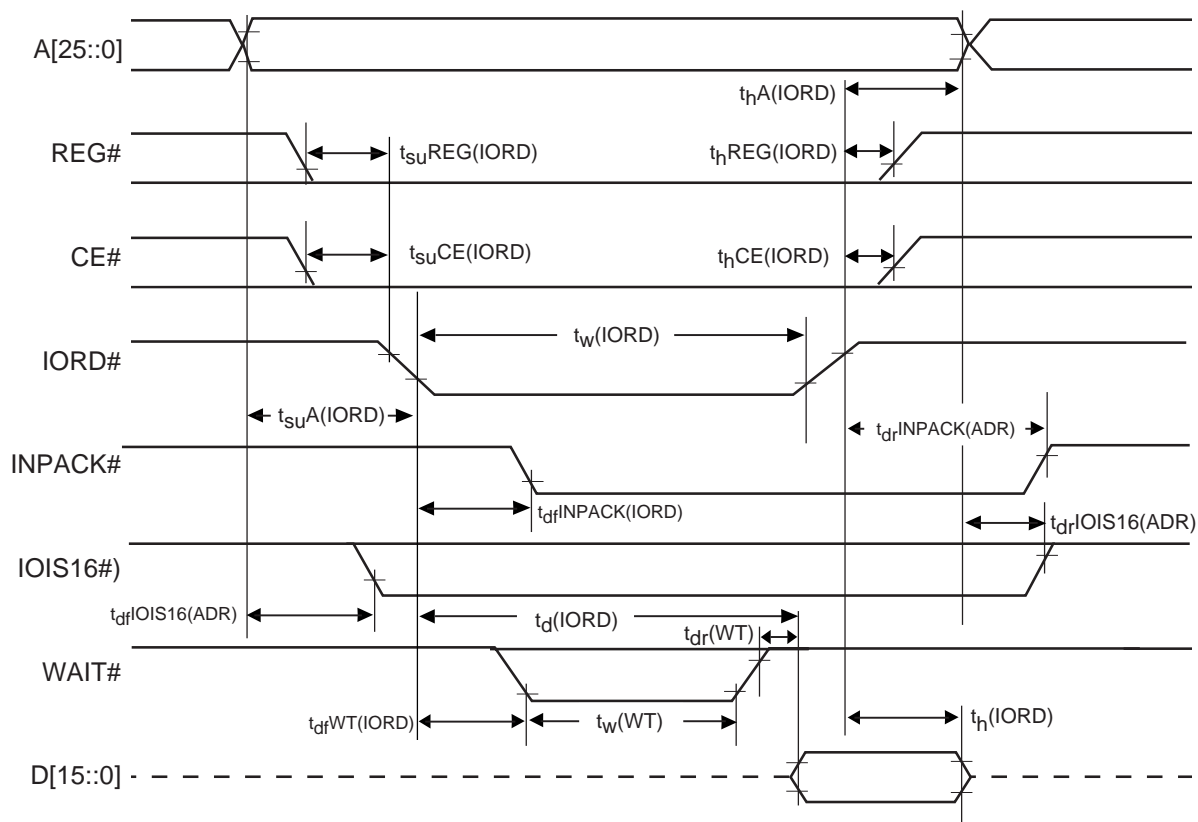 A[25::0]
thA(IORD)
REG#
tsuREG(IORD)
thREG(IORD)
CE#
tsuCE(IORD)
thCE(IORD)
tw(IORD)
IORD#
tsuA(IORD)
tdrINPACK(ADR)
INPACK#
tdfINPACK(IORD)
tdrIOIS16(ADR)
IOIS16#)
tdfIOIS16(ADR)
td(IORD)
tdr(WT)
WAIT#
tdfWT(IORD)
tw(WT)
th(IORD)
D[15::0]